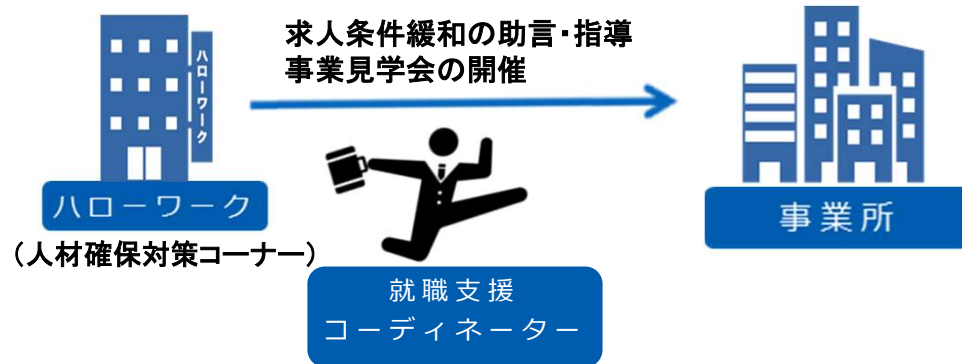 求人条件緩和の助言・指導
事業見学会の開催
ハローワーク
ハローワーク
（人材確保対策コーナー）
事業所
就職支援
コーディネーター